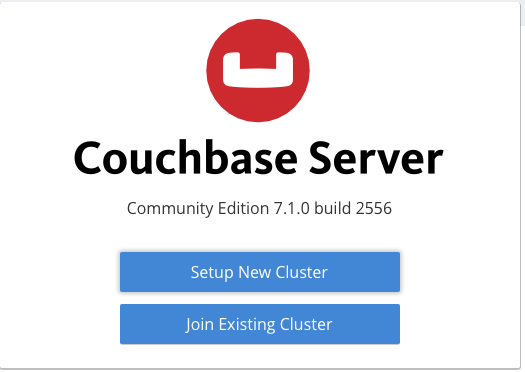 Couchbase Server
Community Edition 7.1.0 build 2556
Setup New Cluster
Join Existing Cluster